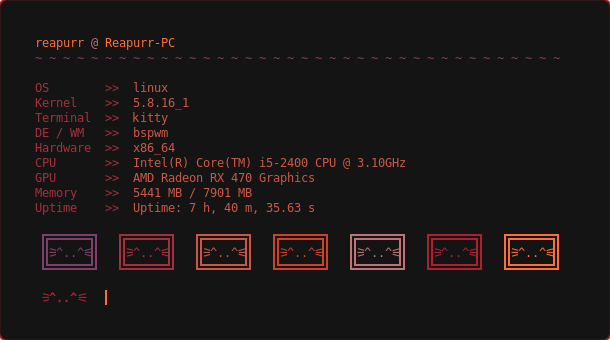 reapurr @ Reapurr-PC
~ ~ ~ ~ ~ ~ ~ ~ ~ ~ ~ ~ ~ ~ ~ ~ ~ ~ ~ ~ ~ ~ ~ ~ ~ ~ ~ ~ ~ ~ ~ ~ ~ ~ ~ ~ ~ ~
OS >> linux
Kernel >> 5.8.16_1
Terminal >> kitty
DE / WM >> bspwm
Hardware >> x86_64
CPU >> Intel(R) Core(TM) i5-2400 CPU @ 3.10GHz
GPU >> AMD Radeon RX 470 Graphics
Memory >> 5441 MB / 7901 MB
Uptime >> Uptime: 7 h, 40 m, 35.63 s
⚞^..^⚟ ⚞^..^⚟ ⚞^..^⚟ ⚞^..^⚟ ⚞^..^⚟ ⚞^..^⚟ ⚞^..^⚟
⚞^..^⚟